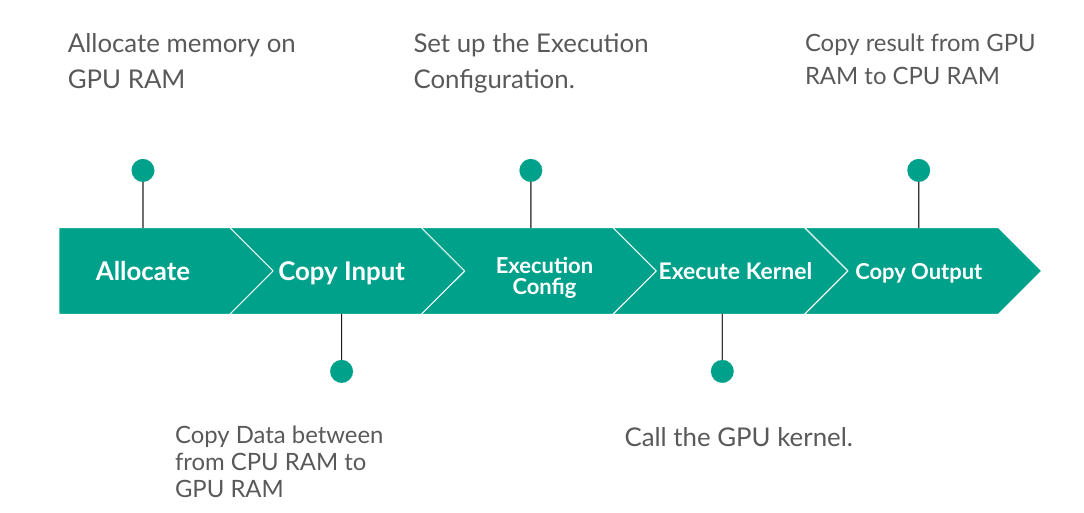 Allocate memory on
GPU RAM
Set up the Execution
Configuration.
Copy result from GPU
RAM to CPU RAM
Allocate
Copy Input
Execution
Config
Execute Kernel
Copy Output
Copy Data between
from CPU RAM to
GPU RAM
Call the GPU kernel.